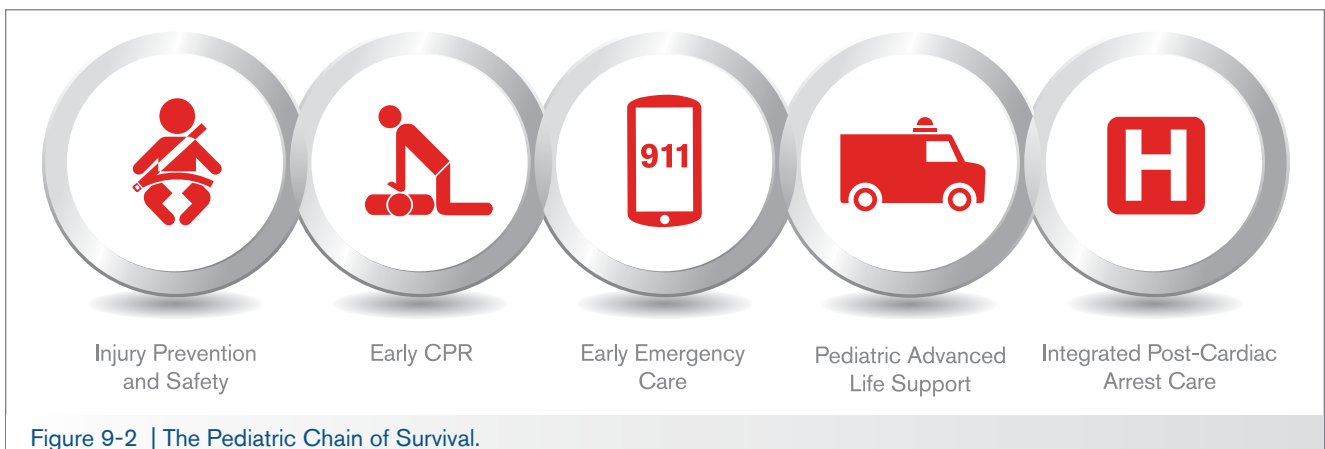 911
H
Injury Prevention
and Safety
Early CPR
Early Emergency
Care
Pediatric Advanced
Life Support
Integrated Post-Cardiac
Arrest Care
Figure 9-2 | The Pediatric Chain of Survival.